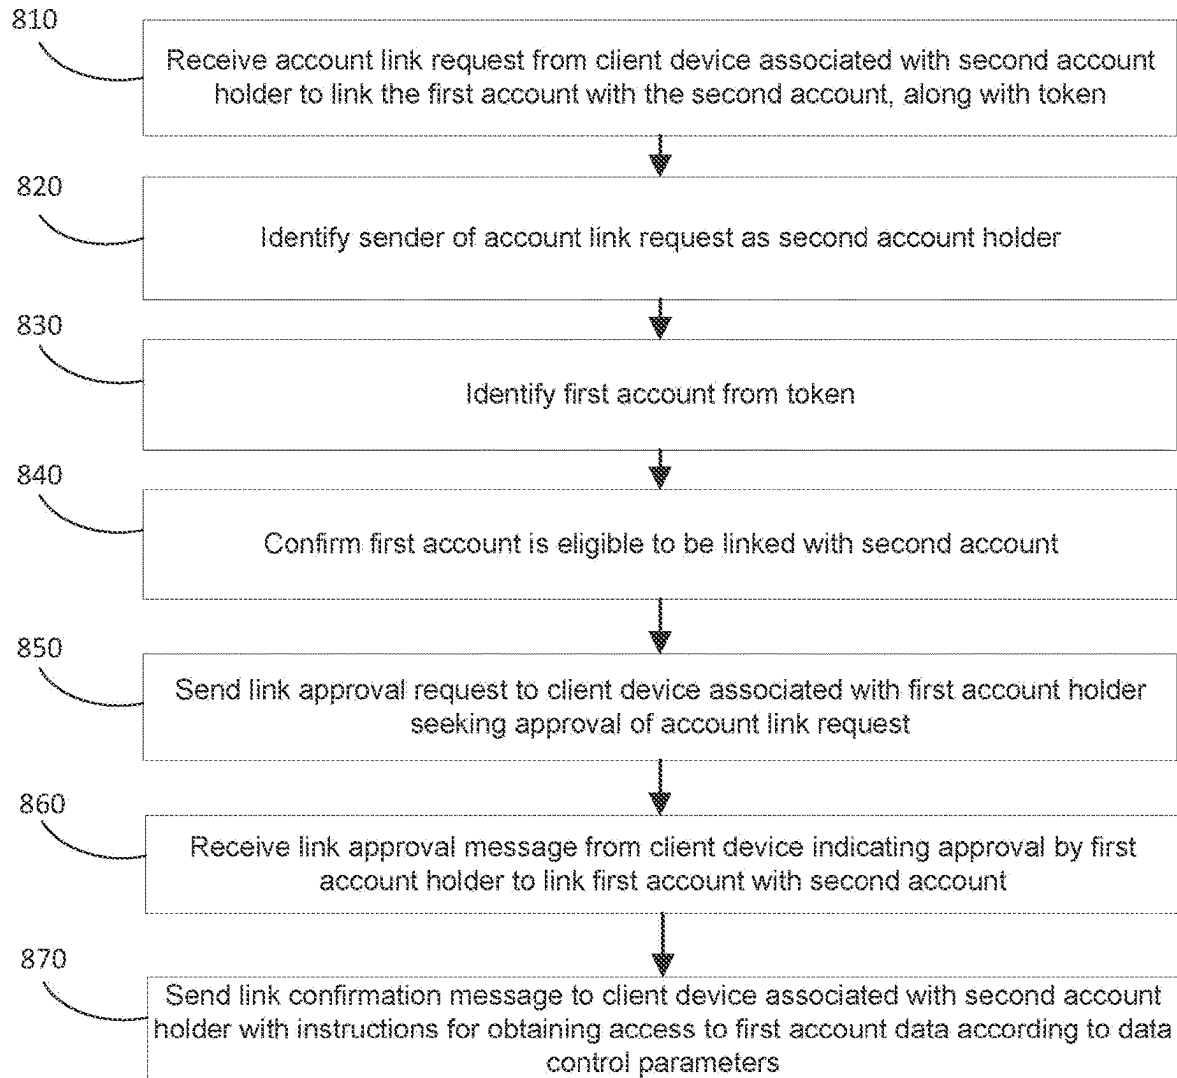 810
Receive account link request from client device associated with second account
holder to link the first account with the second account, along with token
820
Identify sender of account link request as second account holder
830
Identify first account from token
840
Confirm first account is eligible to be linked with second account
850
Send link approval request to client device associated with first account holder
seeking approval of account link request
860
Receive link approval message from client device indicating approval by first
account holder to link first account with second account
870
Send link confirmation message to client device associated with second account
holder with instructions for obtaining access to first account data according to data
control parameters